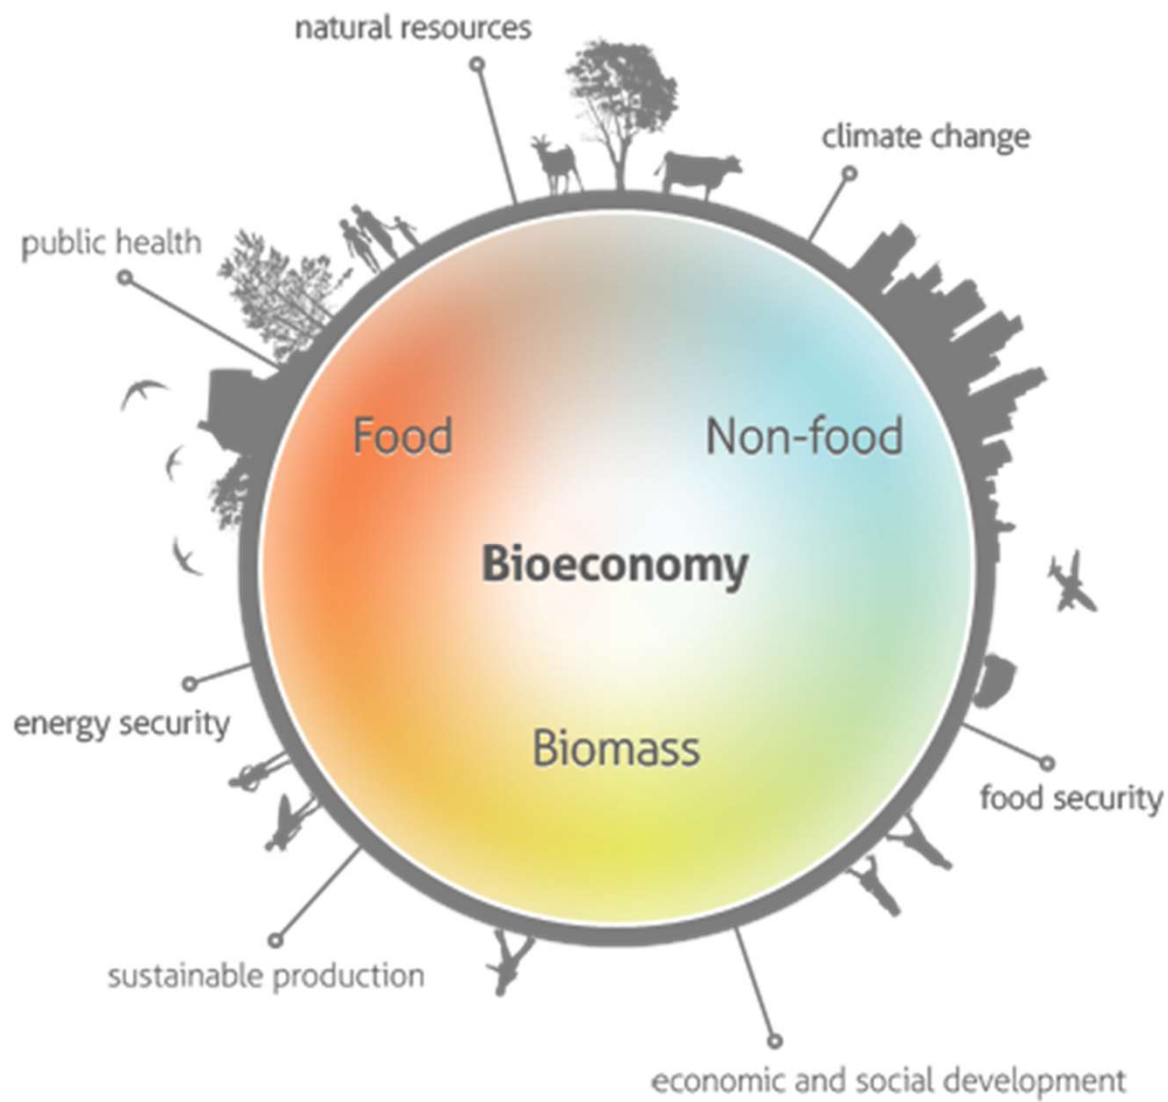 natural resources
climate change
public health
Food
Non-food
Bioeconomy
energy security
Biomass
food security
sustainable production
economic and social development